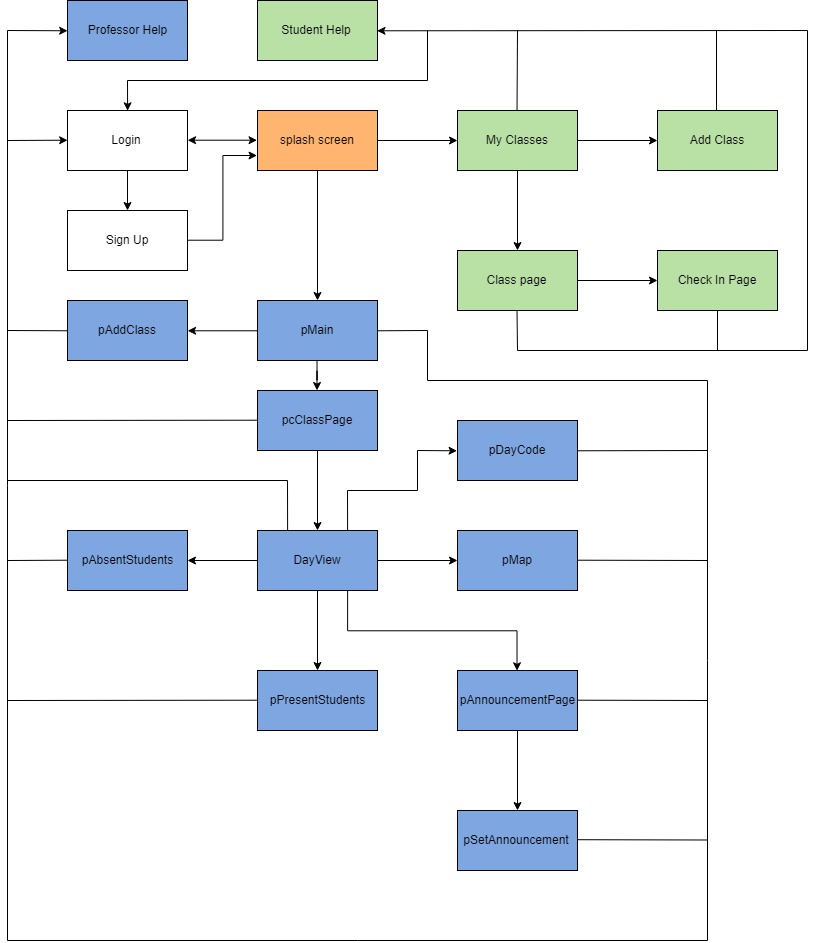 Professor Help
Student Help
Login
splash screen
My Classes
Add Class
Sign Up
Class page
Check In Page
pAddClass
pMain
pcClassPage
pDayCode
pAbsentStudents
DayView
pMap
pPresentStudents
pAnnouncementPage
pSetAnnouncement